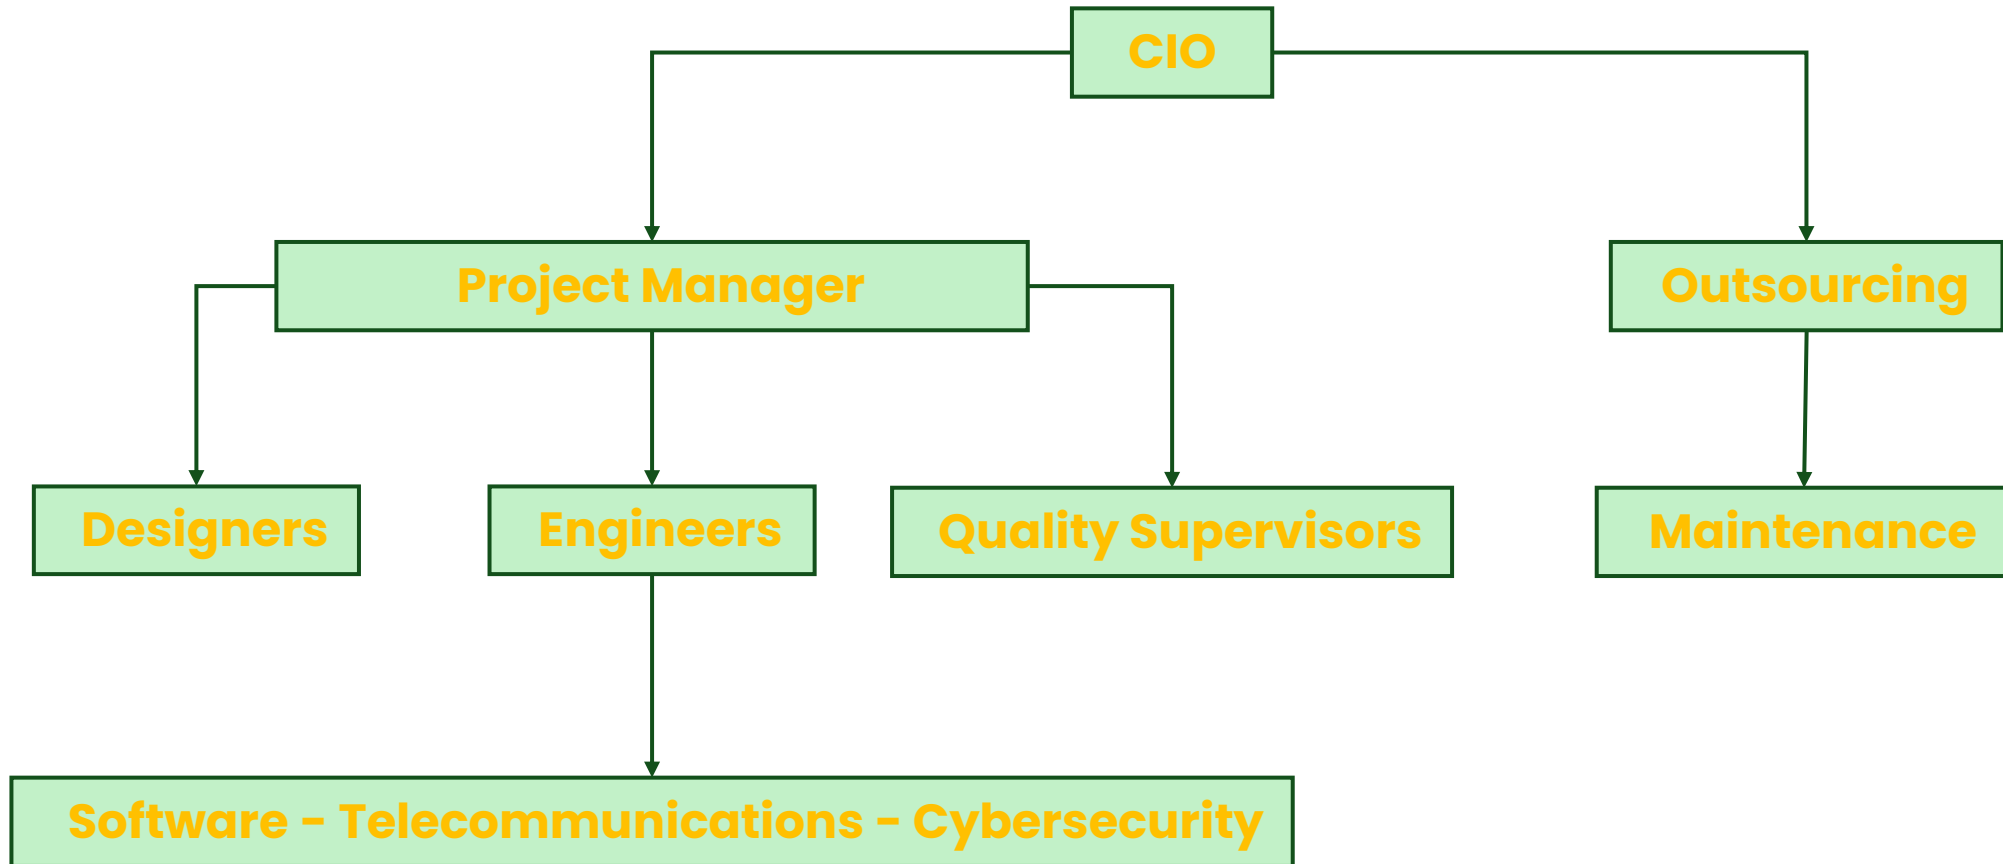 CIO
Project Manager
Outsourcing
Designers
Engineers
Quality Supervisors
Maintenance
Software - Telecommunications - Cybersecurity